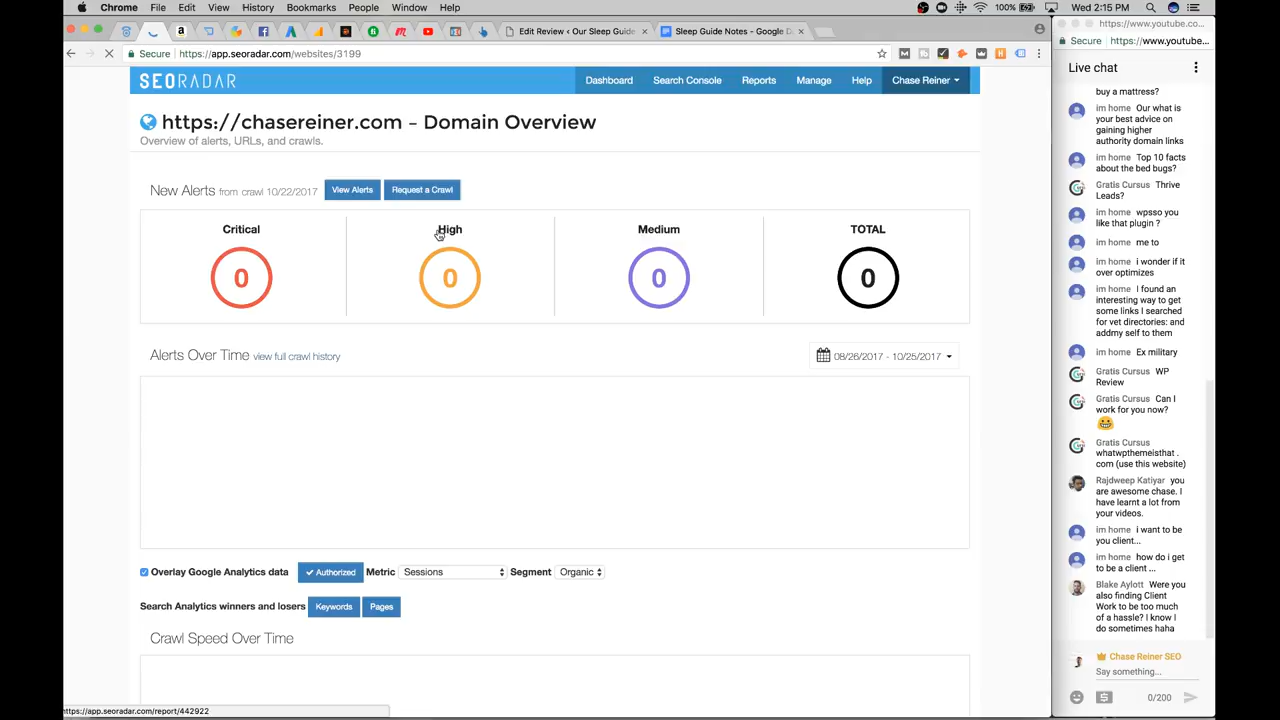 Chrome File Edit View History Bookmarks People Window Help
100% Wed 2:15 PM
Edit Review ‹ Our Sleep Guide
Sleep Guide Notes - Google D
https://www.youtube.co...
Secure https://app.seoradar.com/websites/3199
Secure https://www.youtube...
SEORADAR
Dashboard Search Console Reports Manage Help Chase Reiner
https://chasereiner.com – Domain Overview
Overview of alerts, URLs, and crawls.
New Alerts from crawl 10/22/2017 View Alerts Request a Crawl
Critical High Medium TOTAL
0 0 0 0
Alerts Over Time view full crawl history
08/26/2017 - 10/25/2017
Overlay Google Analytics data Authorized Metric Sessions Segment Organic
Search Analytics winners and losers Keywords Pages
Crawl Speed Over Time
https://app.seoradar.com/report/442922
Live chat
buy a mattress?
im home Our what is
your best advice on
gaining higher
authority domain links
im home Top 10 facts
about the bed bugs?
Gratis Cursus Thrive
Leads?
im home wpsso you
like that plugin ?
im home me to
im home i wonder if it
over optimizes
im home I found an
interesting way to get
some links I searched
for vet directories: and
addmy self to them
im home Ex military
Gratis Cursus WP
Review
Gratis Cursus Can I
work for you now?
Gratis Cursus
whatwpthemeisthat .
com (use this website)
Rajdweep Katiyar you
are awesome chase. I
have learnt a lot from
your videos.
im home i want to be
you client...
im home how do i get
to be a client ...
Blake Aylott Were you
also finding Client
Work to be too much
of a hassle? I know I
do sometimes haha
Chase Reiner SEO
Say something...
0/200